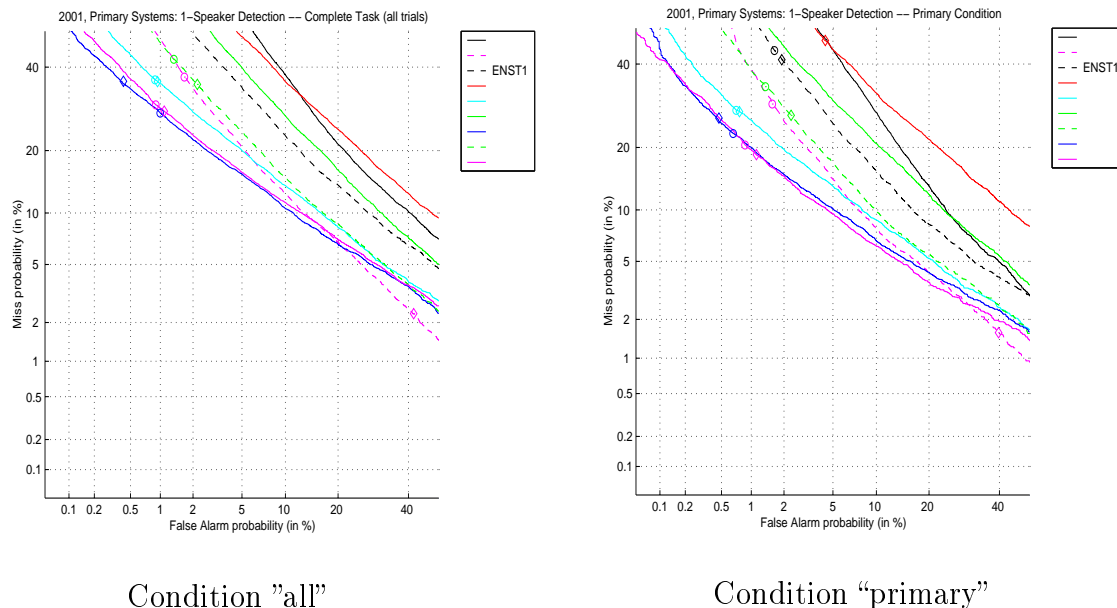 2001, Primary Systems: 1−Speaker Detection −− Complete Task (all trials)
40
20
10
5
2
1
0.5
0.2
0.1
Miss probability (in %)
0.1 0.2 0.5 1 2 5 10 20 40
False Alarm probability (in %)
ENST1
Condition ”all”
2001, Primary Systems: 1−Speaker Detection −− Primary Condition
40
20
10
5
2
1
0.5
0.2
0.1
Miss probability (in %)
0.1 0.2 0.5 1 2 5 10 20 40
False Alarm probability (in %)
ENST1
Condition “primary”